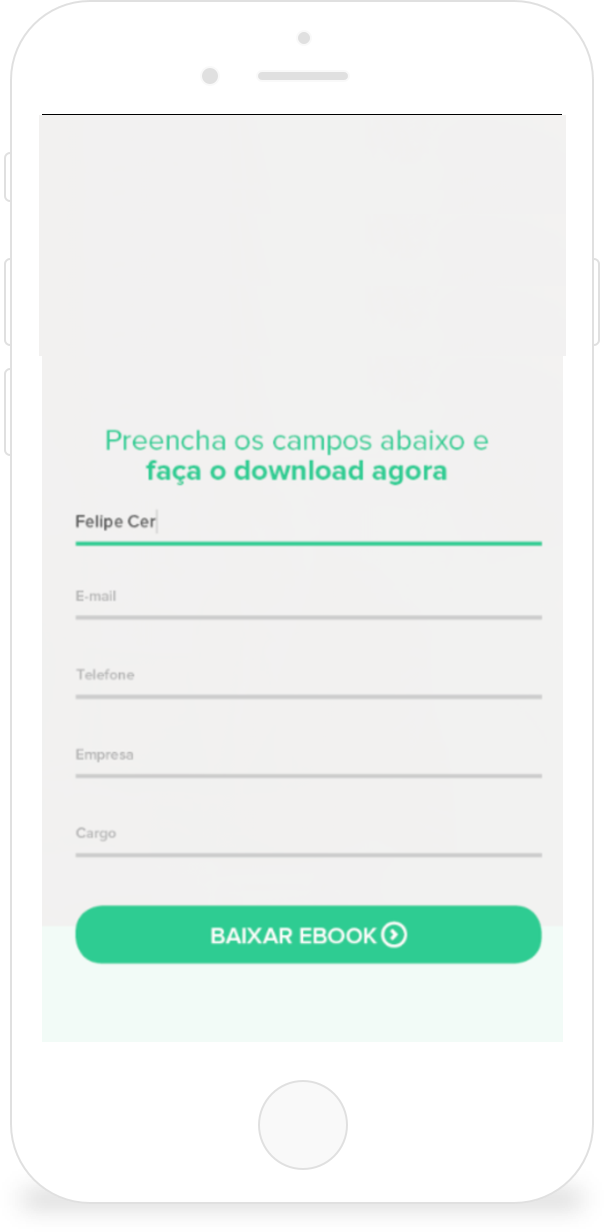 Preencha os campos abaixo e
faça o download agora
Felipe Cer
E-mail
Telefone
Empresa
Cargo
BAIXAR EBOOK